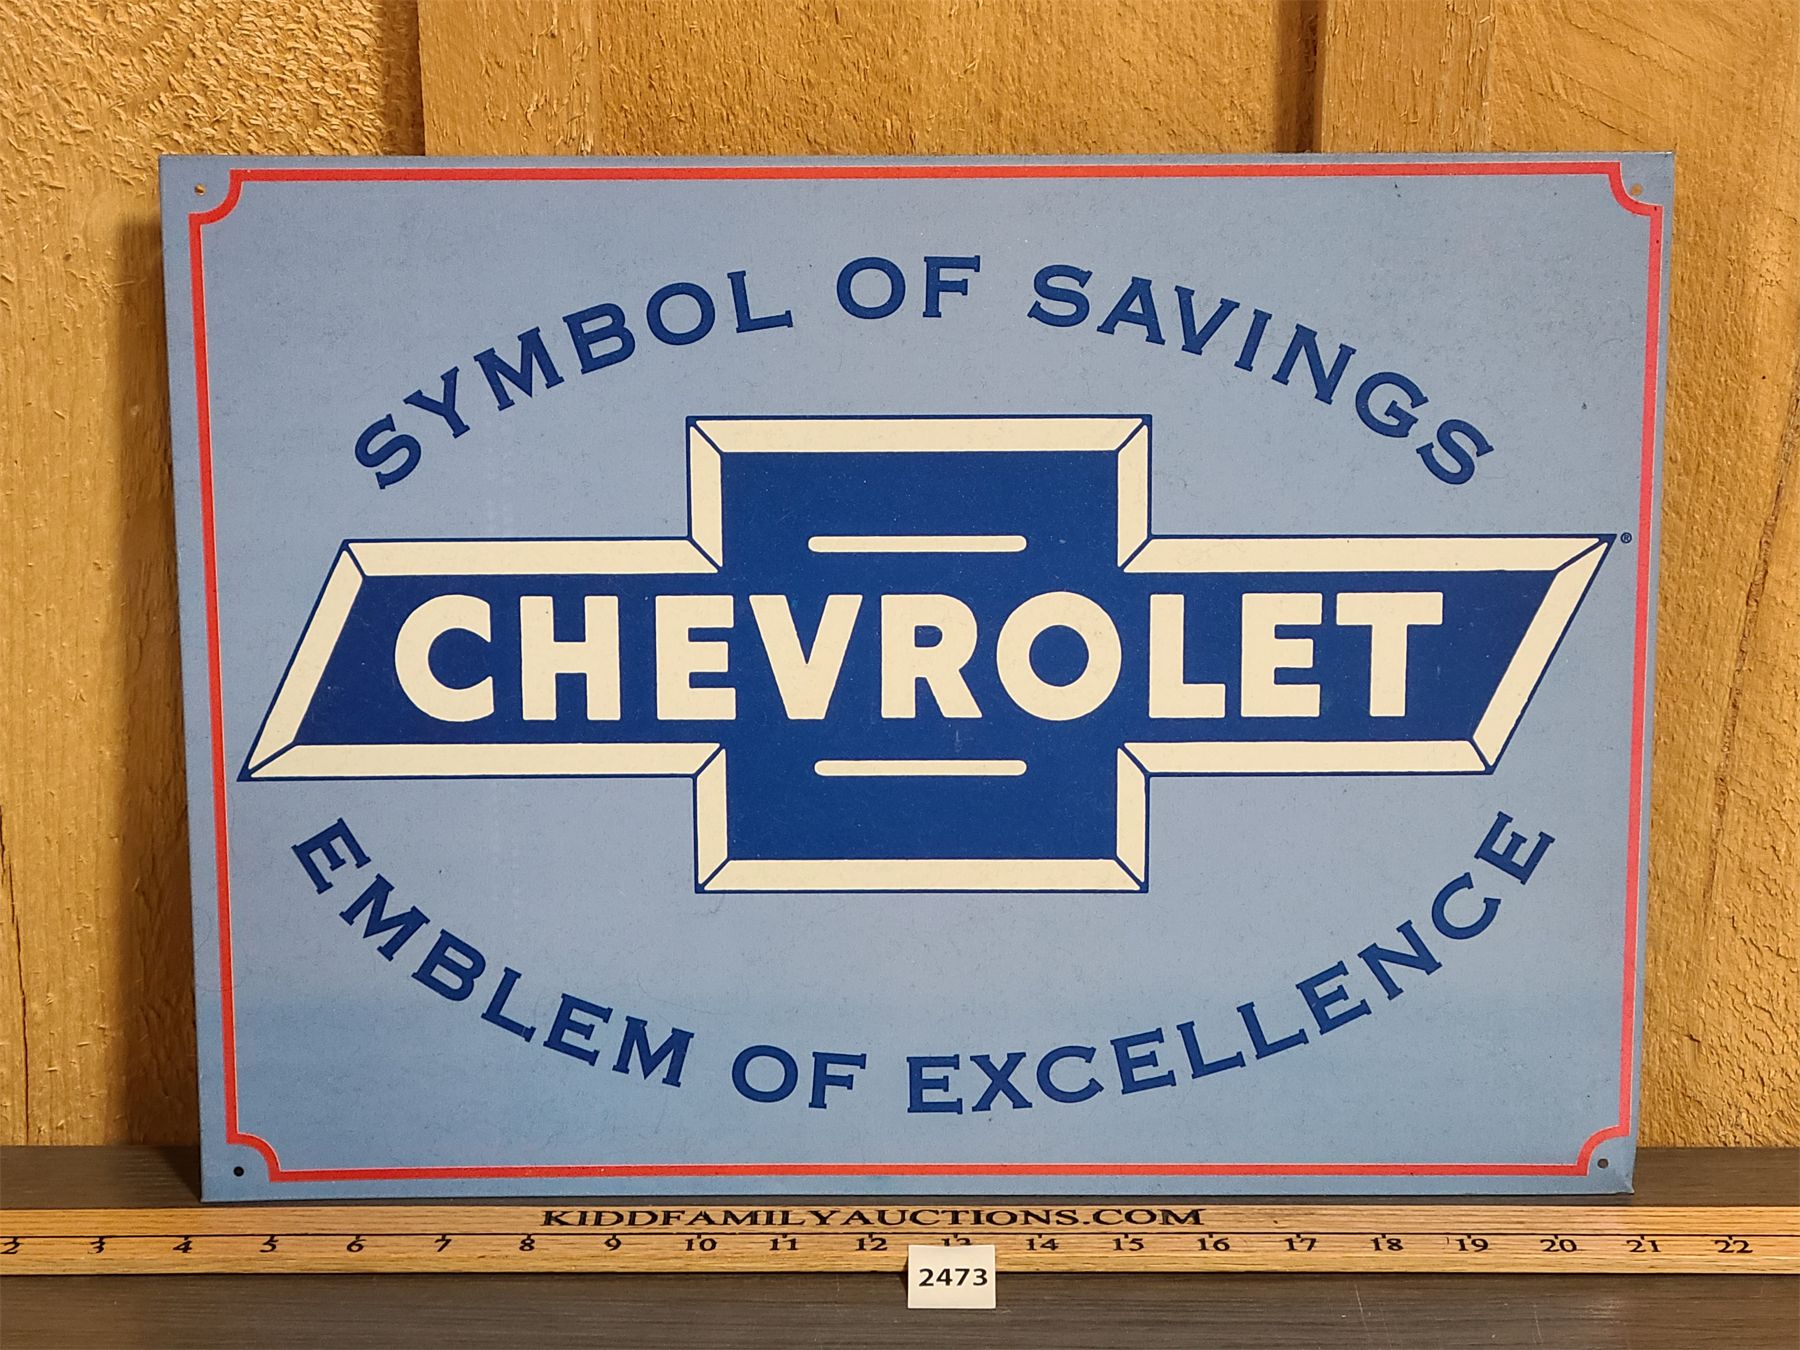 SYMBOL OF SAVINGS
CHEVROLET ®
EMBLEM OF EXCELLENCE
KIDDFAMILYAUCTIONS.COM
2 3 4 5 6 7 8 9 10 11 12 13 14 15 16 17 18 19 20 21 22
2473